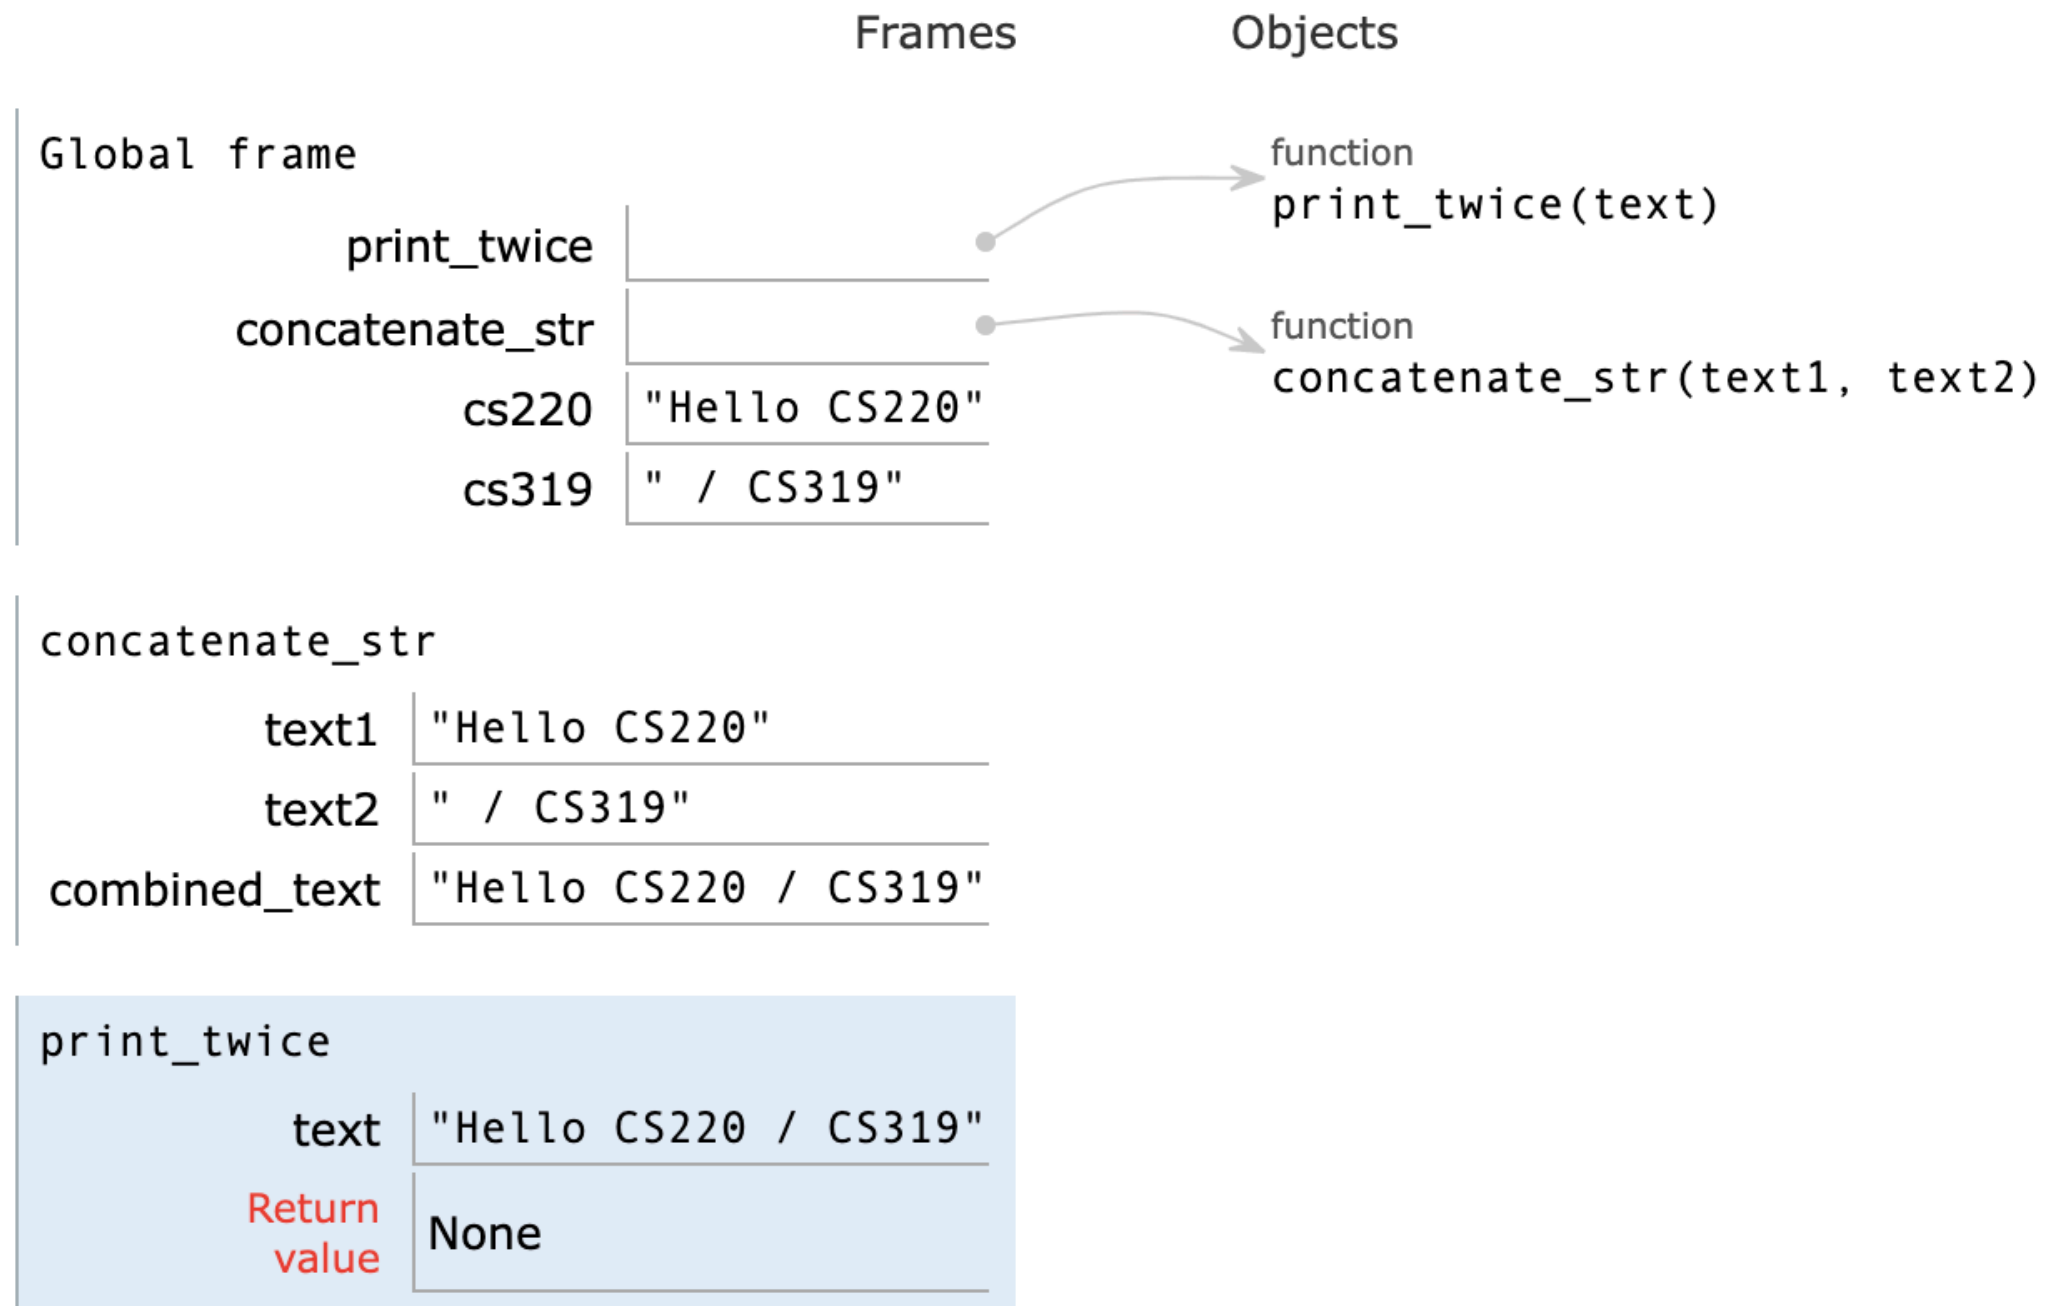 Frames Objects
Global frame
function
print_twice(text)
print_twice
function
concatenate_str
concatenate_str(text1, text2)
cs220 "Hello CS220"
cs319 " / CS319"
concatenate_str
text1 "Hello CS220"
text2 " / CS319"
combined_text "Hello CS220 / CS319"
print_twice
text "Hello CS220 / CS319"
Return
value
None